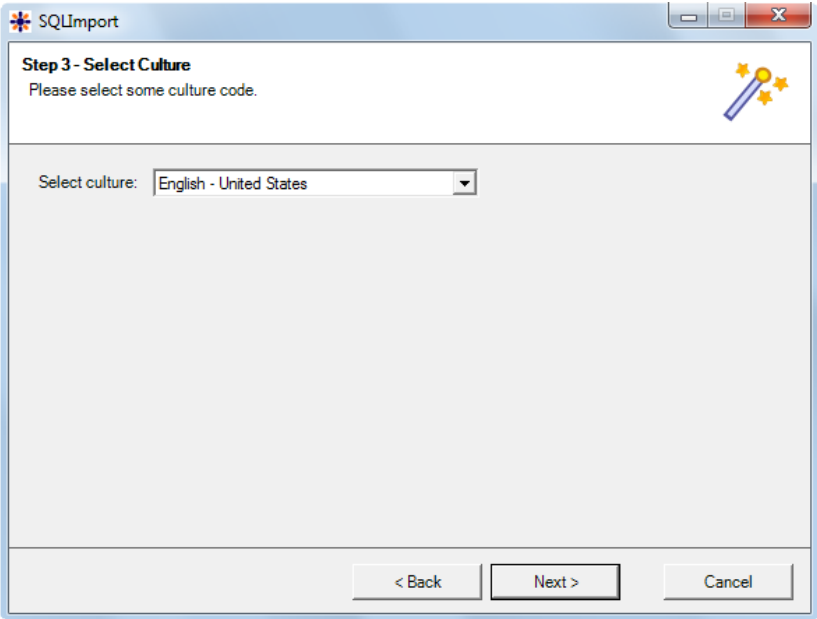 SQLImport
Step 3 - Select Culture
Please select some culture code.
Select culture: English - United States
< Back Next > Cancel